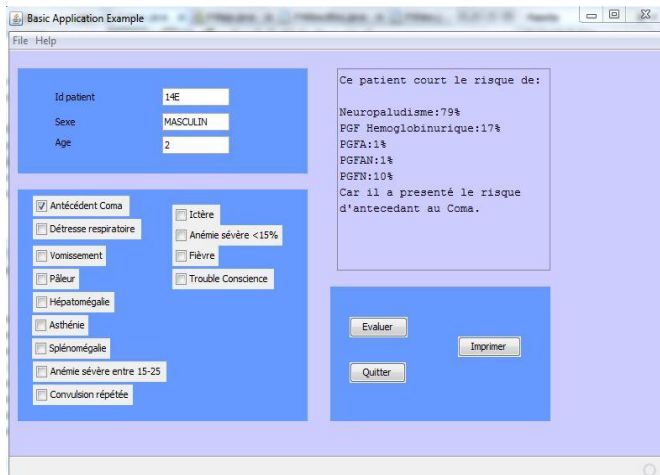 Basic Application Example
File Help
Id patient 14E
Sexe MASCULIN
Age 2
Antécédent Coma
Détresse respiratoire
Vomissement
Pâleur
Hépatomégalie
Asthénie
Splénomégalie
Anémie sévère entre 15-25
Convulsion répétée
Ictère
Anémie sévère <15%
Fièvre
Trouble Conscience
Ce patient court le risque de:
Neuropaludisme:79%
PGF Hemoglobinurique:17%
PGFA:1%
PGFAN:1%
PGFN:10%
Car il a presenté le risque
d'antecedant au Coma.
Evaluer
Imprimer
Quitter